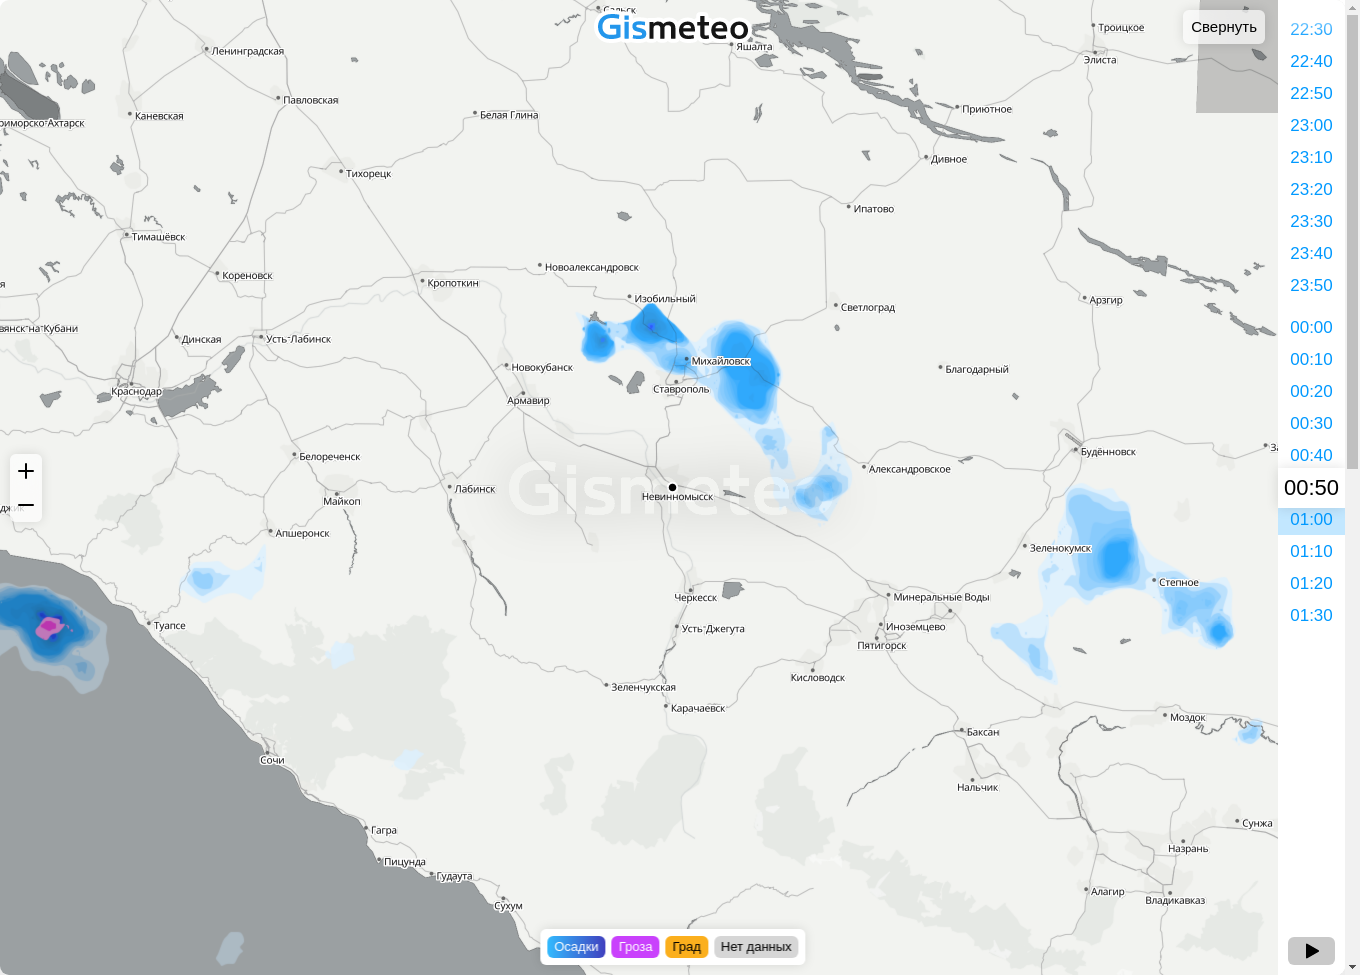 Сальск
Gismeteo
Троицкое
Свернуть
22:30
Ленинградская
Яшалта
Элиста
22:40
22:50
Павловская
Каневская
Белая Глина
Приютное
риморско-Ахтарск
23:00
Дивное
23:10
Тихорецк
23:20
Ипатово
23:30
Тимашёвск
23:40
Новоалександровск
Кореновск
Кропоткин
я
23:50
Изобильный
Светлоград
Арзгир
вянск-на-Кубани
00:00
Динская
Усть-Лабинск
Михайловск
00:10
Новокубанск
Благодарный
Краснодар
Ставрополь
00:20
Армавир
00:30
Белореченск
Будённовск
За
00:40
Александровское
Gismeteo
Лабинск
Невинномысск
00:50
Майкоп
джик
01:00
Апшеронск
Зеленокумск
01:10
Степное
01:20
Черкесск
Минеральные Воды
01:30
Туапсе
Усть-Джегута
Иноземцево
Пятигорск
Кисловодск
Зеленчукская
Карачаевск
Моздок
Баксан
Сочи
Нальчик
Сунжа
Гагра
Назрань
Пицунда
Гудаута
Алагир
Владикавказ
Сухум
Осадки
Гроза
Град
Нет данных